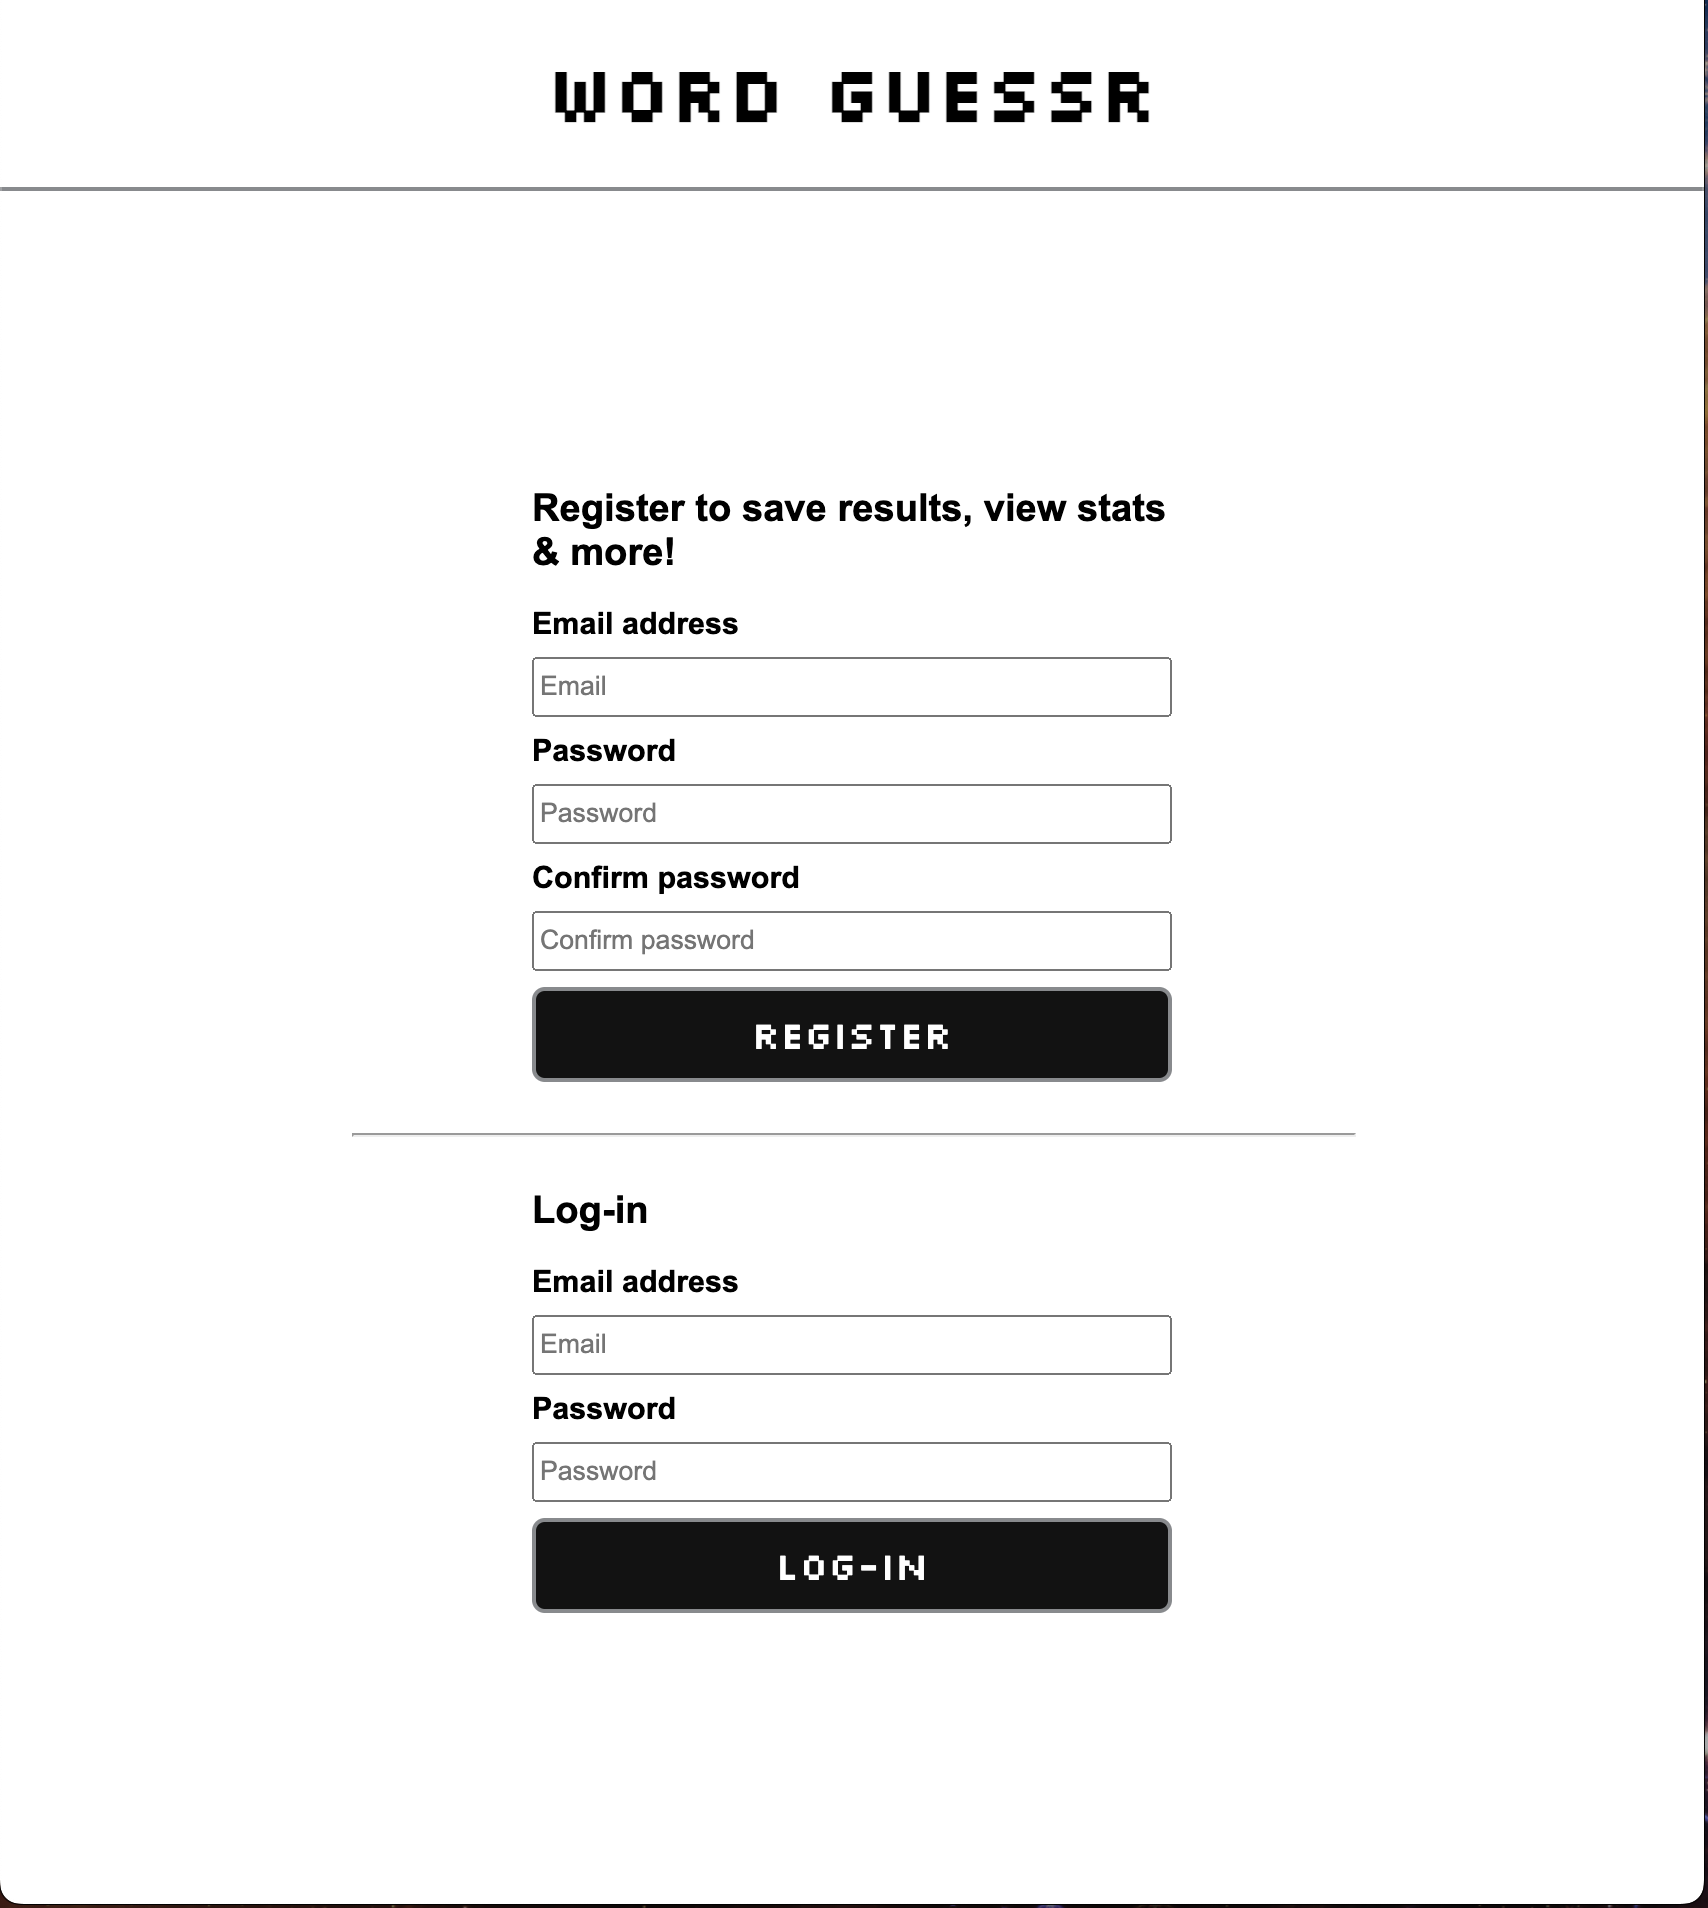 WORD GUESSR
Register to save results, view stats
& more!
Email address
Email
Password
Password
Confirm password
Confirm password
REGISTER
Log-in
Email address
Email
Password
Password
LOG-IN